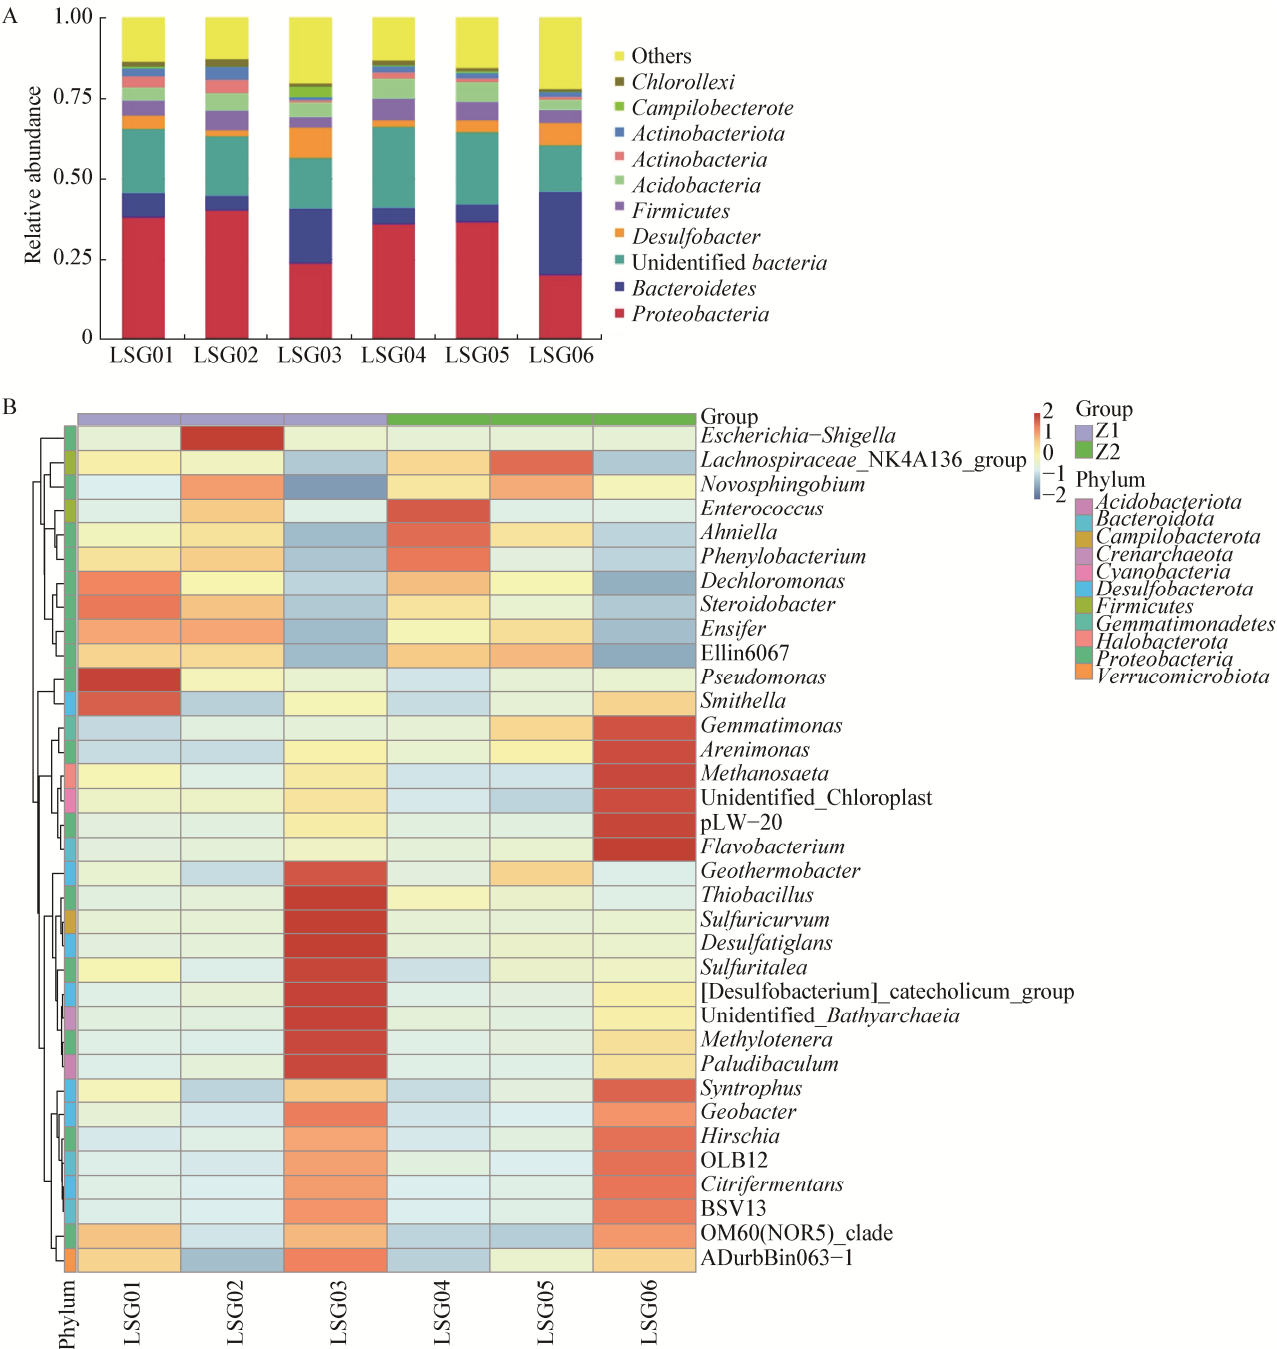 A
1.00
0.75
0.50
0.25
0
Relative abundance
LSG01 LSG02 LSG03 LSG04 LSG05 LSG06
Others
Chlorollexi
Campilobecterote
Actinobacteriota
Actinobacteria
Acidobacteria
Firmicutes
Desulfobacter
Unidentified bacteria
Bacteroidetes
Proteobacteria
B
Group
Escherichia−Shigella
Lachnospiraceae_NK4A136_group
Novosphingobium
Enterococcus
Ahniella
Phenylobacterium
Dechloromonas
Steroidobacter
Ensifer
Ellin6067
Pseudomonas
Smithella
Gemmatimonas
Arenimonas
Methanosaeta
Unidentified_Chloroplast
pLW−20
Flavobacterium
Geothermobacter
Thiobacillus
Sulfuricurvum
Desulfatiglans
Sulfuritalea
[Desulfobacterium]_catecholicum_group
Unidentified_Bathyarchaeia
Methylotenera
Paludibaculum
Syntrophus
Geobacter
Hirschia
OLB12
Citrifermentans
BSV13
OM60(NOR5)_clade
ADurbBin063−1
Phylum
LSG01
LSG02
LSG03
LSG04
LSG05
LSG06
2
1
0
−1
−2
Group
Z1
Z2
Phylum
Acidobacteriota
Bacteroidota
Campilobacterota
Crenarchaeota
Cyanobacteria
Desulfobacterota
Firmicutes
Gemmatimonadetes
Halobacterota
Proteobacteria
Verrucomicrobiota